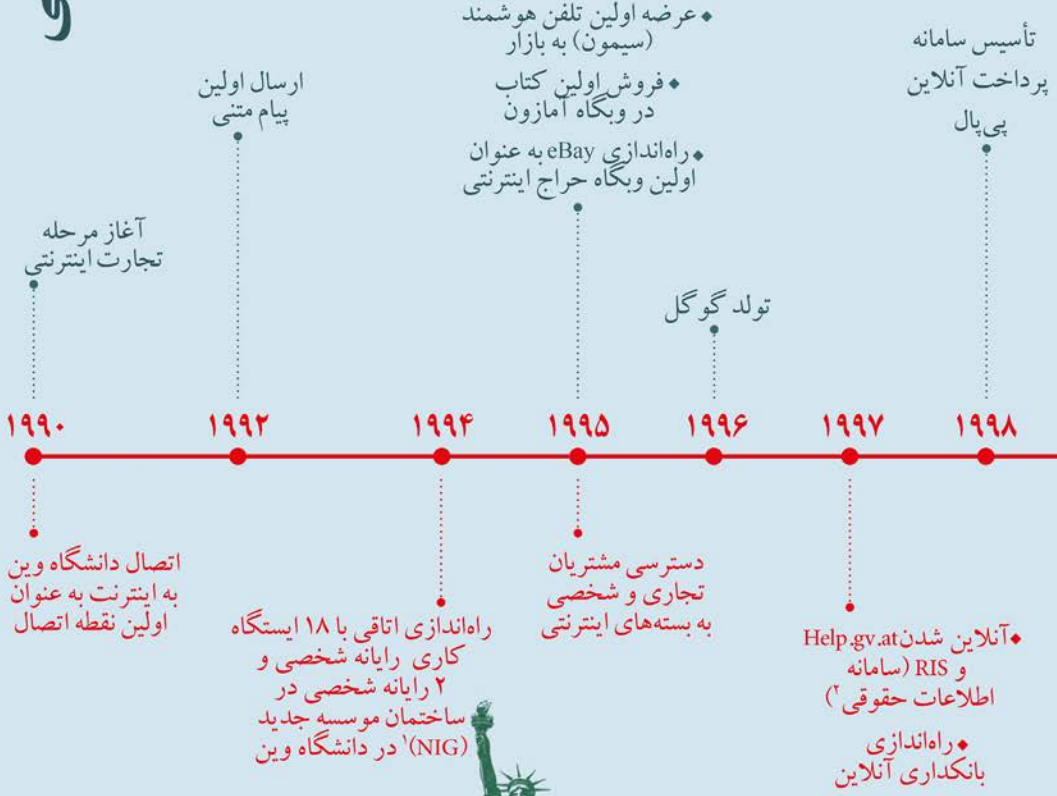 آغاز مرحله
تجارت اینترنتی
ارسال اولین
پیام متنی
◆ عرضه اولین تلفن هوشمند
(سیمون) به بازار
◆ فروش اولین کتاب
در وبگاه آمازون
◆ راه‌اندازی eBay به عنوان
اولین وبگاه حراج اینترنتی
تولد گوگل
تأسیس سامانه
پرداخت آنلاین
پی‌پال
۱۹۹۰
۱۹۹۲
۱۹۹۴
۱۹۹۵
۱۹۹۶
۱۹۹۷
۱۹۹۸
اتصال دانشگاه وین
به اینترنت به عنوان
اولین نقطه اتصال
راه‌اندازی اتاقی با ۱۸ ایستگاه
کاری رایانه شخصی و
۲ رایانه شخصی در
ساختمان موسسه جدید
(NIG)۱ در دانشگاه وین
دسترسی مشتریان
تجاری و شخصی
به بسته‌های اینترنتی
◆ آنلاین شدن Help.gv.at
و RIS (سامانه
اطلاعات حقوقی۲)
◆ راه‌اندازی
بانکداری آنلاین